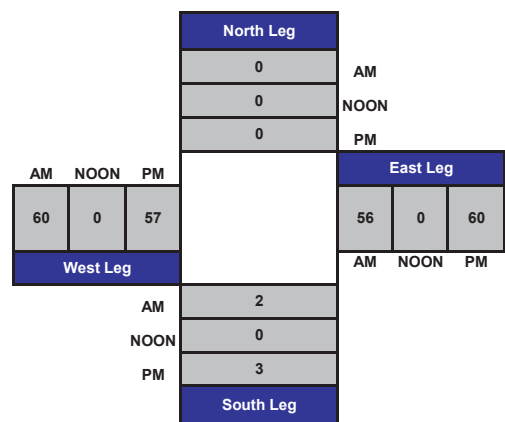 North Leg
0 AM
0 NOON
0 PM
AM NOON PM
East Leg
60 0 57
56 0 60
West Leg
AM NOON PM
AM 2
NOON 0
PM 3
South Leg